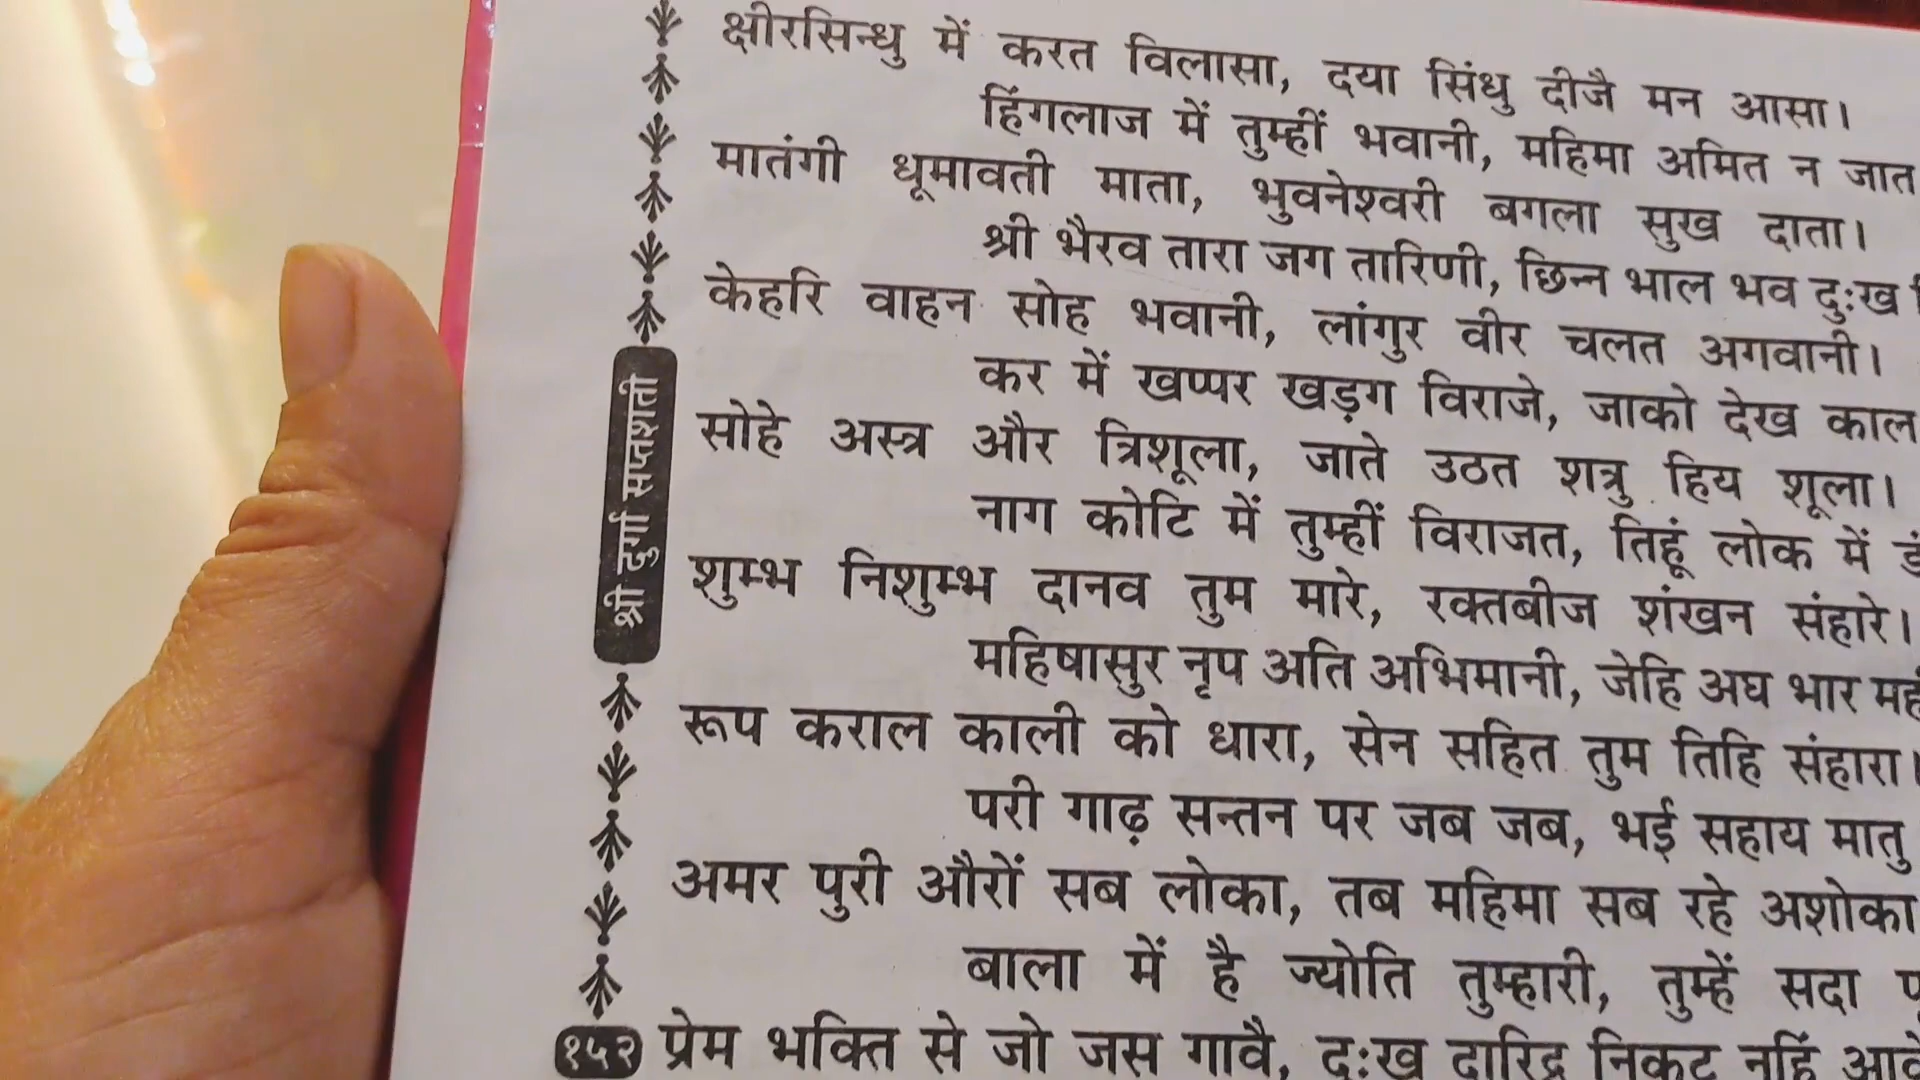 क्षीरसिन्धु में करत विलासा, दया सिंधु दीजै मन आसा।
हिंगलाज में तुम्हीं भवानी, महिमा अमित न जात
मातंगी धूमावती माता, भुवनेश्वरी बगला सुख दाता।
श्री भैरव तारा जग तारिणी, छिन्न भाल भव दुःख
केहरि वाहन सोह भवानी, लांगुर वीर चलत अगवानी।
कर में खप्पर खड़ग विराजे, जाको देख काल
सोहे अस्त्र और त्रिशूला, जाते उठत शत्रु हिय शूला।
नाग कोटि में तुम्हीं विराजत, तिहूं लोक में
शुम्भ निशुम्भ दानव तुम मारे, रक्तबीज शंखन संहारे।
महिषासुर नृप अति अभिमानी, जेहि अघ भार
रूप कराल काली को धारा, सेन सहित तुम तिहि संहारा।
परी गाढ़ सन्तन पर जब जब, भई सहाय मातु
अमर पुरी औरों सब लोका, तब महिमा सब रहे अशोका
बाला में है ज्योति तुम्हारी, तुम्हें सदा
प्रेम भक्ति से जो जस गावै, दुःख दारिद्र निकट नहिं
श्री दुर्गा सप्तशती
१५२